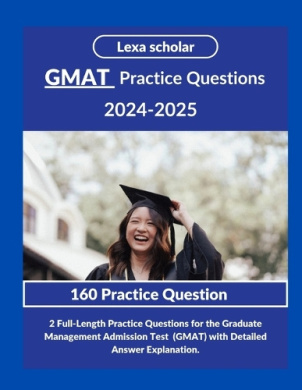 Lexa scholar
GMAT Practice Questions
2024-2025
160 Practice Question
2 Full-Length Practice Questions for the Graduate
Management Admission Test (GMAT) with Detailed
Answer Explanation.